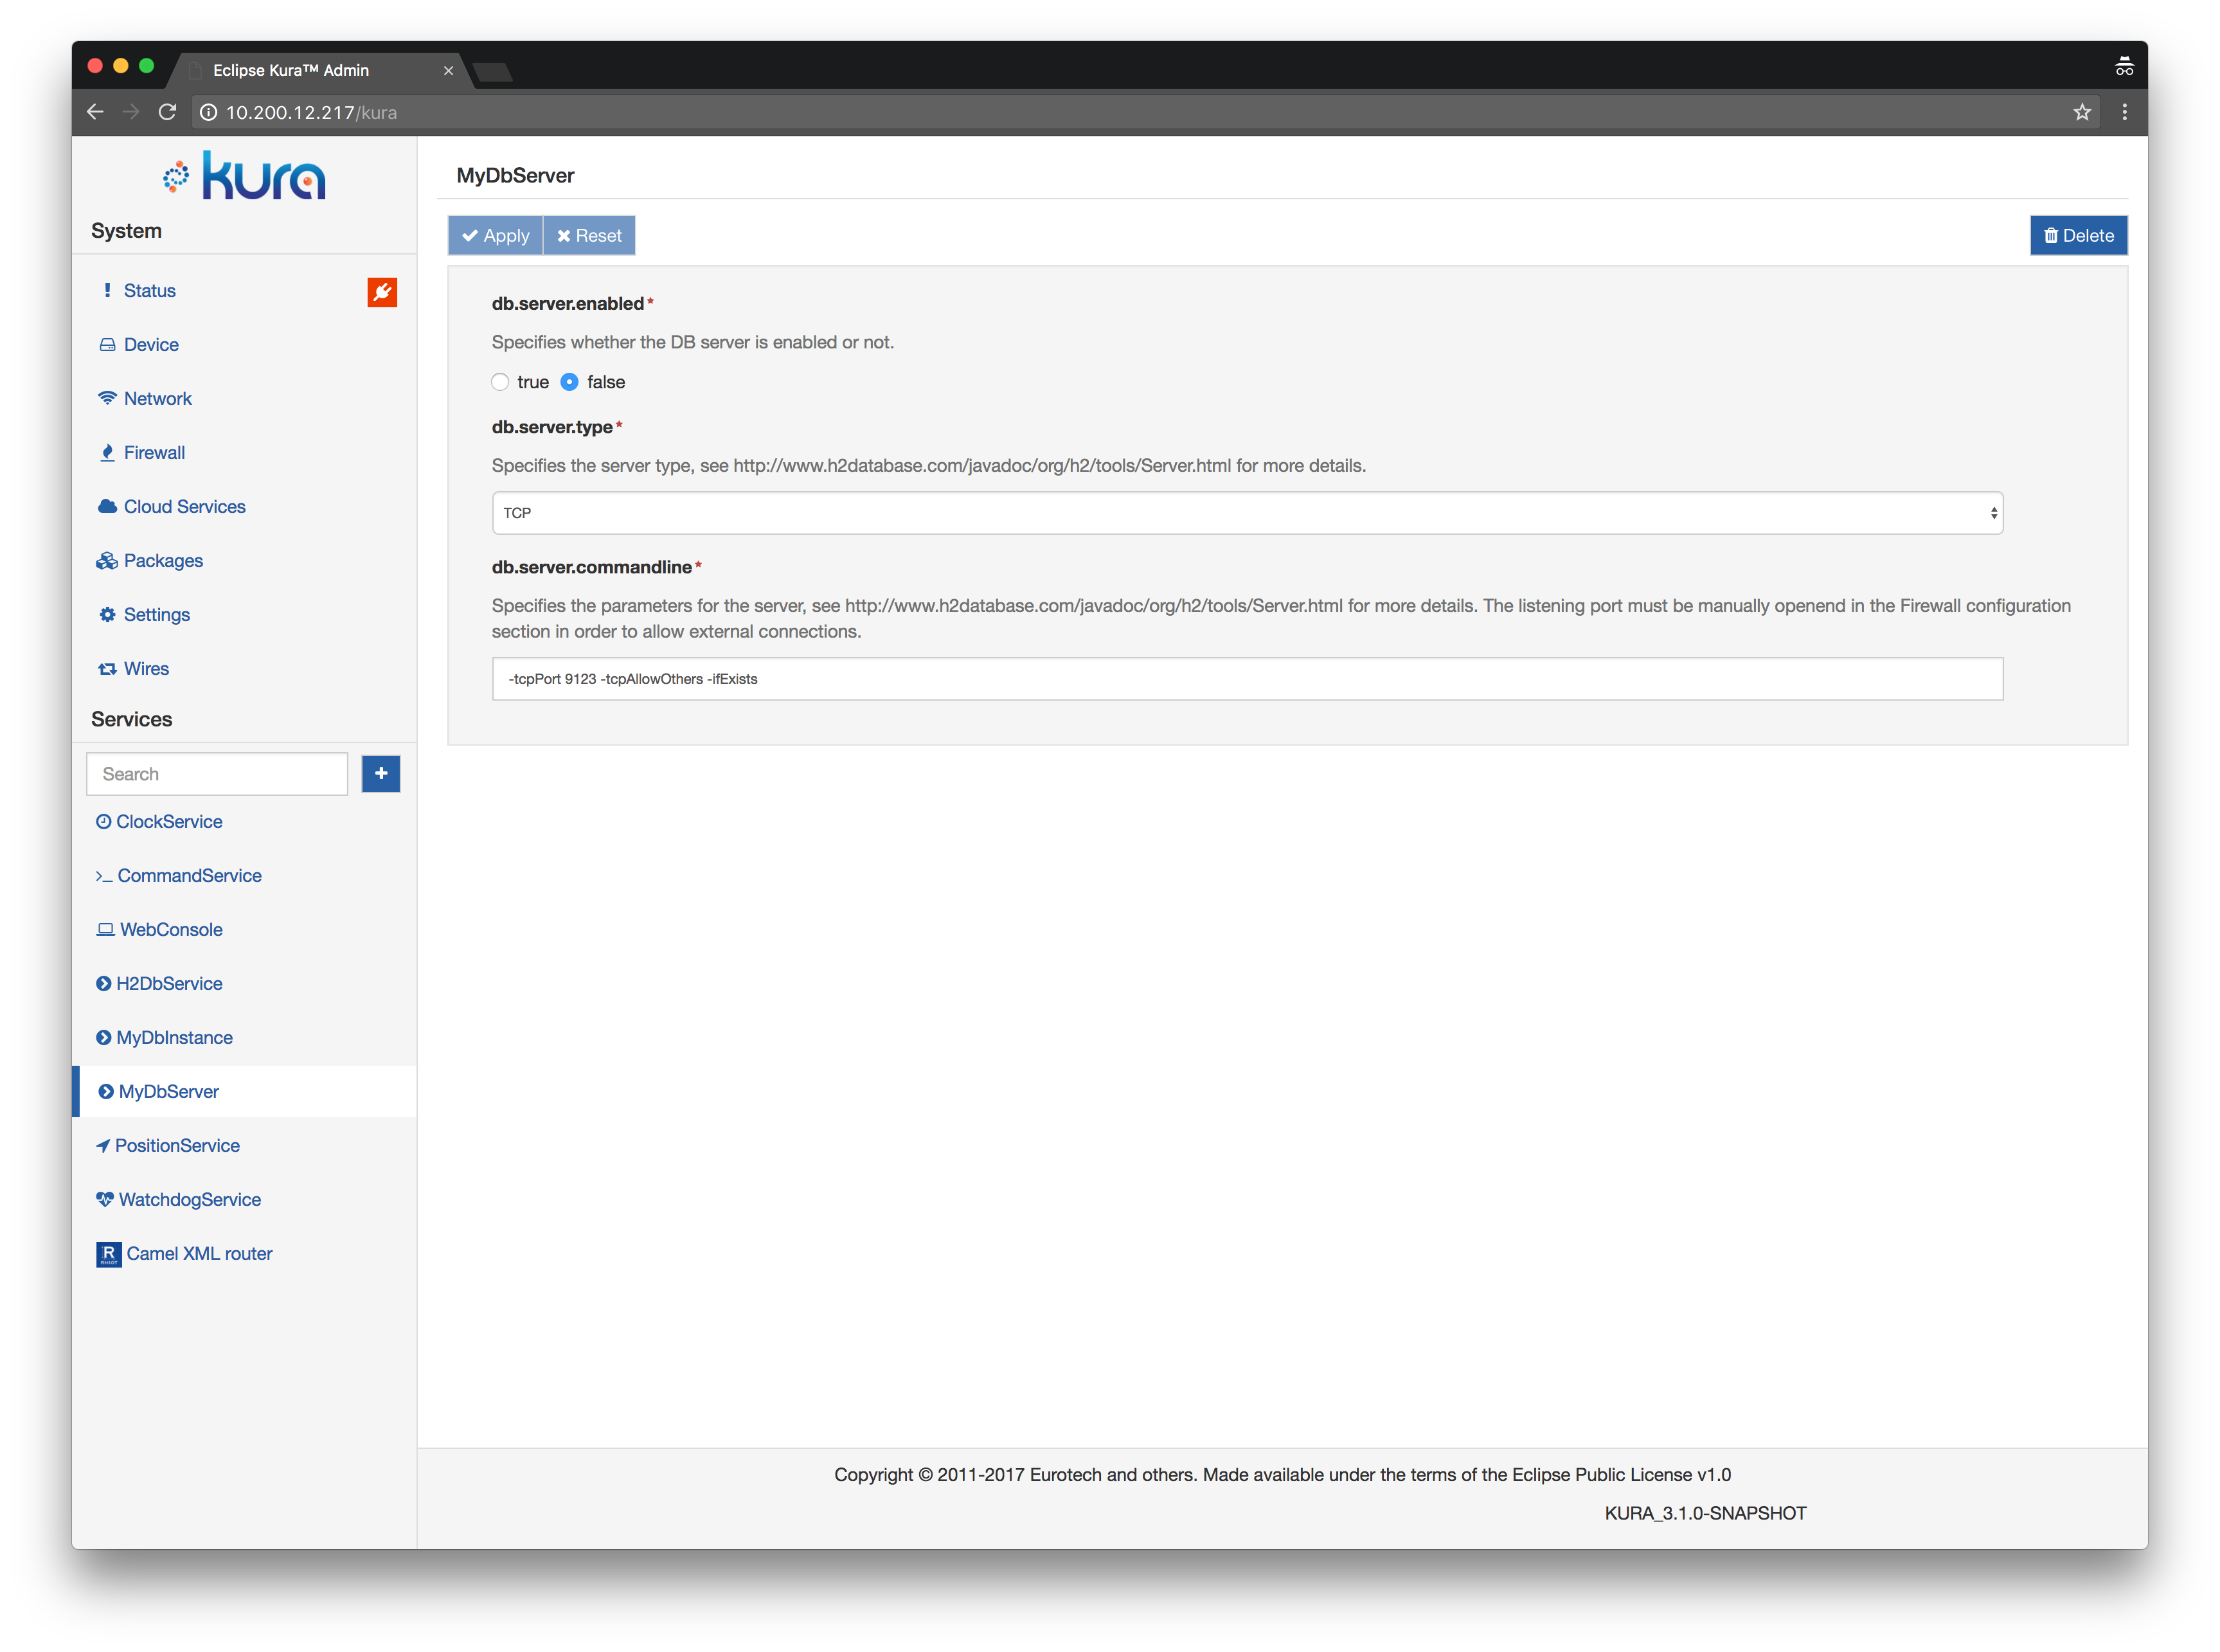 Eclipse Kura™ Admin
10.200.12.217/kura
kura
System
Status
Device
Network
Firewall
Cloud Services
Packages
Settings
Wires
Services
Search
ClockService
CommandService
WebConsole
H2DbService
MyDbInstance
MyDbServer
PositionService
WatchdogService
R
RHIOT
Camel XML router
MyDbServer
Apply
Reset
Delete
db.server.enabled*
Specifies whether the DB server is enabled or not.
true false
db.server.type*
Specifies the server type, see http://www.h2database.com/javadoc/org/h2/tools/Server.html for more details.
TCP
db.server.commandline*
Specifies the parameters for the server, see http://www.h2database.com/javadoc/org/h2/tools/Server.html for more details. The listening port must be manually openend in the Firewall configuration
section in order to allow external connections.
-tcpPort 9123 -tcpAllowOthers -ifExists
Copyright © 2011-2017 Eurotech and others. Made available under the terms of the Eclipse Public License v1.0
KURA_3.1.0-SNAPSHOT